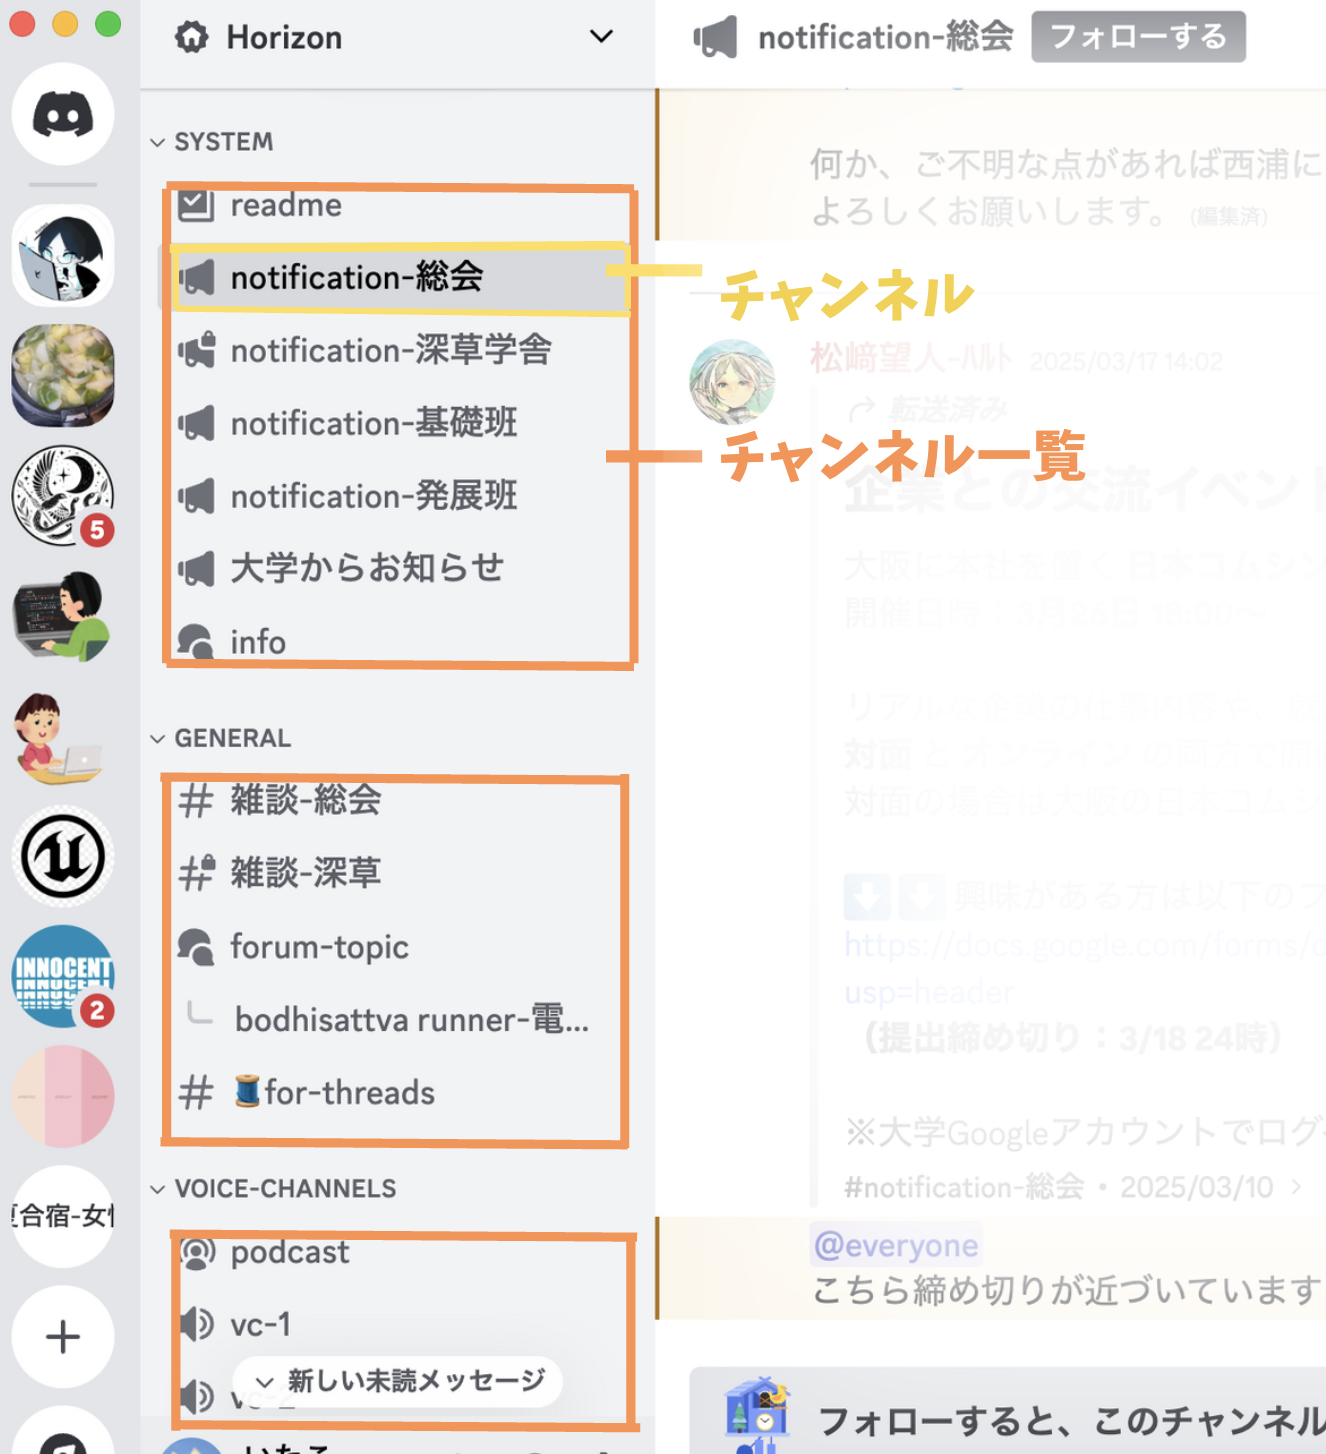 Horizon
SYSTEM
readme
notification-総会
notification-深草学舎
notification-基礎班
notification-発展班
大学からお知らせ
info
GENERAL
雑談-総会
雑談-深草
forum-topic
bodhisattva runner-電...
for-threads
VOICE-CHANNELS
podcast
vc-1
vc-2
新しい未読メッセージ
5
INNOCENT
2
合宿-女
notification-総会 フォローする
何か、ご不明な点があれば西浦に
よろしくお願いします。 (編集済)
チャンネル
松﨑望人-ハルト 2025/03/17 14:02
転送済み
チャンネル一覧
企業との交流イベント
大阪に本社を置く日本コムシン
開催日時：3月26日 18:00〜
リアルな企業の仕事内容や、
対面 と オンライン の両方で開催
対面の場合は大阪の日本コムシ
興味がある方は以下のフ
https://docs.google.com/forms/d
usp=header
（提出締め切り：3/18 24時）
※大学Googleアカウントでログ
#notification-総会 • 2025/03/10
@everyone
こちら締め切りが近づいています
フォローすると、このチャンネル